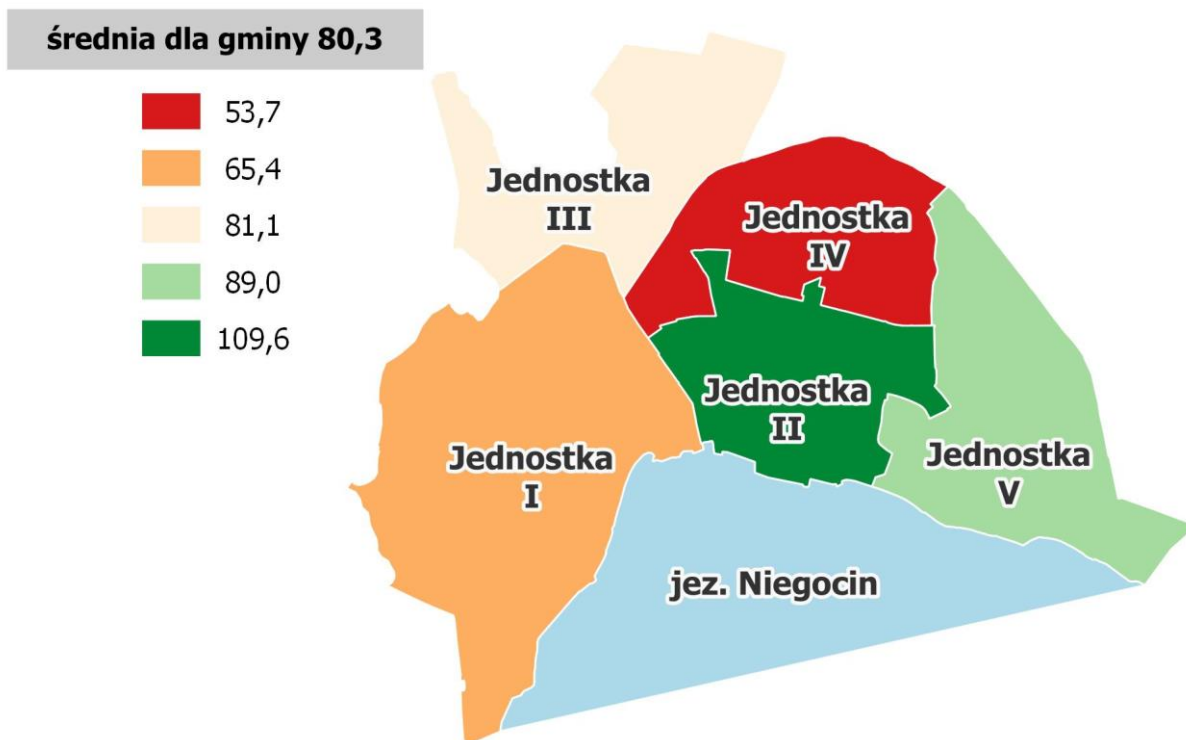 średnia dla gminy 80,3
53,7
65,4
81,1
89,0
109,6
Jednostka
III
Jednostka
IV
Jednostka
II
Jednostka
I
Jednostka
V
jez. Niegocin